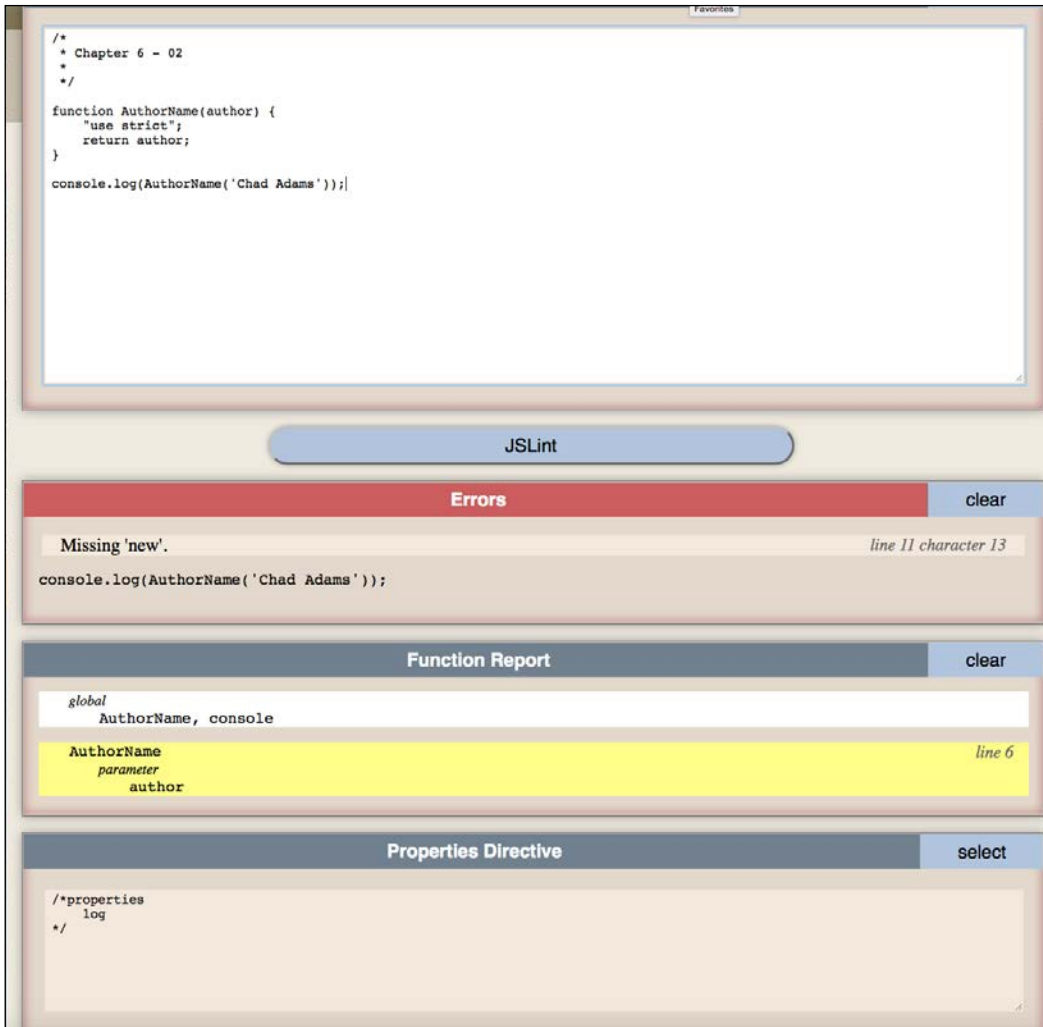 Favorites
/*
 * Chapter 6 - 02
 *
 */
function AuthorName(author) {
    "use strict";
    return author;
}
console.log(AuthorName('Chad Adams'));
JSLint
Errors
clear
Missing 'new'.
line 11 character 13
console.log(AuthorName('Chad Adams'));
Function Report
clear
global
AuthorName, console
AuthorName
line 6
parameter
author
Properties Directive
select
/*properties
    log
*/